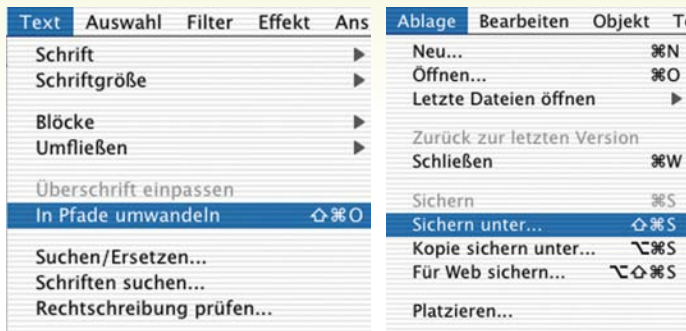 Text Auswahl Filter Effekt Ans
Schrift ▶
Schriftgröße ▶
Blöcke ▶
Umfließen ▶
Überschrift einpassen
In Pfade umwandeln ⇧⌘O
Suchen/Ersetzen...
Schriften suchen...
Rechtschreibung prüfen...
Ablage Bearbeiten Objekt Te
Neu... ⌘N
Öffnen... ⌘O
Letzte Dateien öffnen ▶
Zurück zur letzten Version
Schließen ⌘W
Sichern ⌘S
Sichern unter... ⇧⌘S
Kopie sichern unter... ⌥⌘S
Für Web sichern... ⌥⇧⌘S
Platzieren...